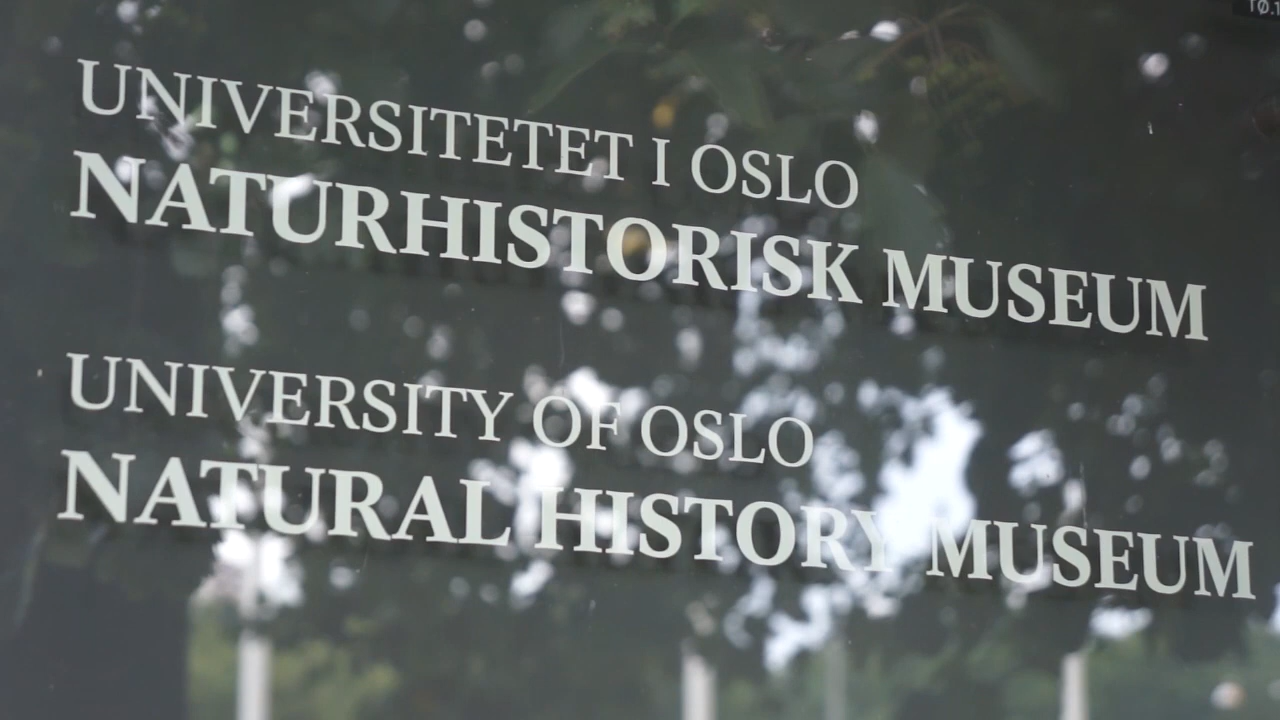 UNIVERSITETET I OSLO
NATURHISTORISK MUSEUM
UNIVERSITY OF OSLO
NATURAL HISTORY MUSEUM